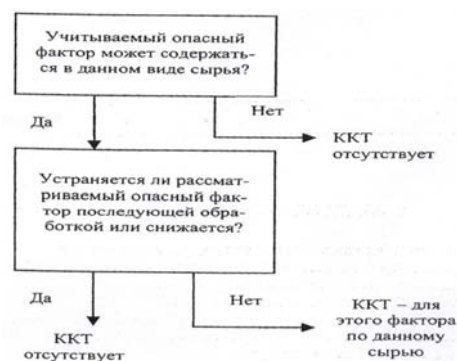 Учитываемый опасный
фактор может содержать-
ся в данном виде сырья?
Да
Нет
ККТ
отсутствует
Устраняется ли рассмат-
риваемый опасный фак-
тор последующей обра-
боткой или снижается?
Да
Нет
ККТ
отсутствует
ККТ – для
этого фактора
по данному
сырью